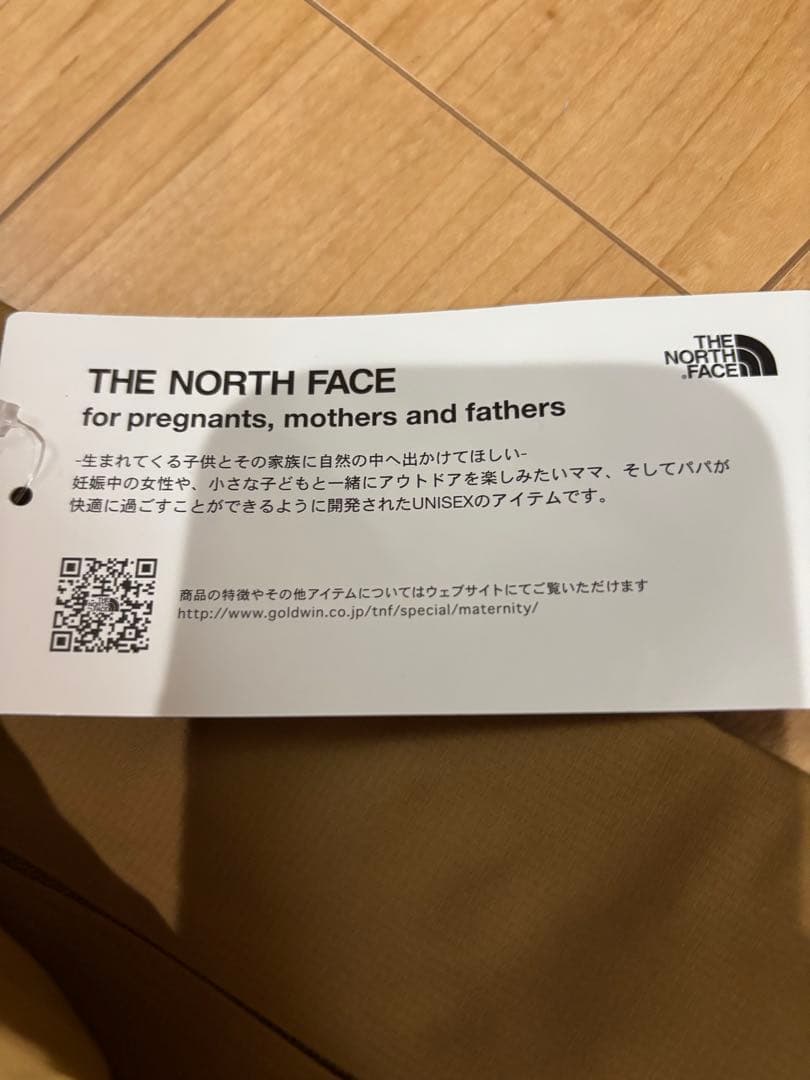 THE
NORTH
FACE
THE NORTH FACE
for pregnants, mothers and fathers
-生まれてくる子供とその家族に自然の中へ出かけてほしい-
妊娠中の女性や、小さな子どもと一緒にアウトドアを楽しみたいママ、そしてパパが
快適に過ごすことができるように開発されたUNISEXのアイテムです。
商品の特徴やその他アイテムについてはウェブサイトにてご覧いただけます
http://www.goldwin.co.jp/tnf/special/maternity/